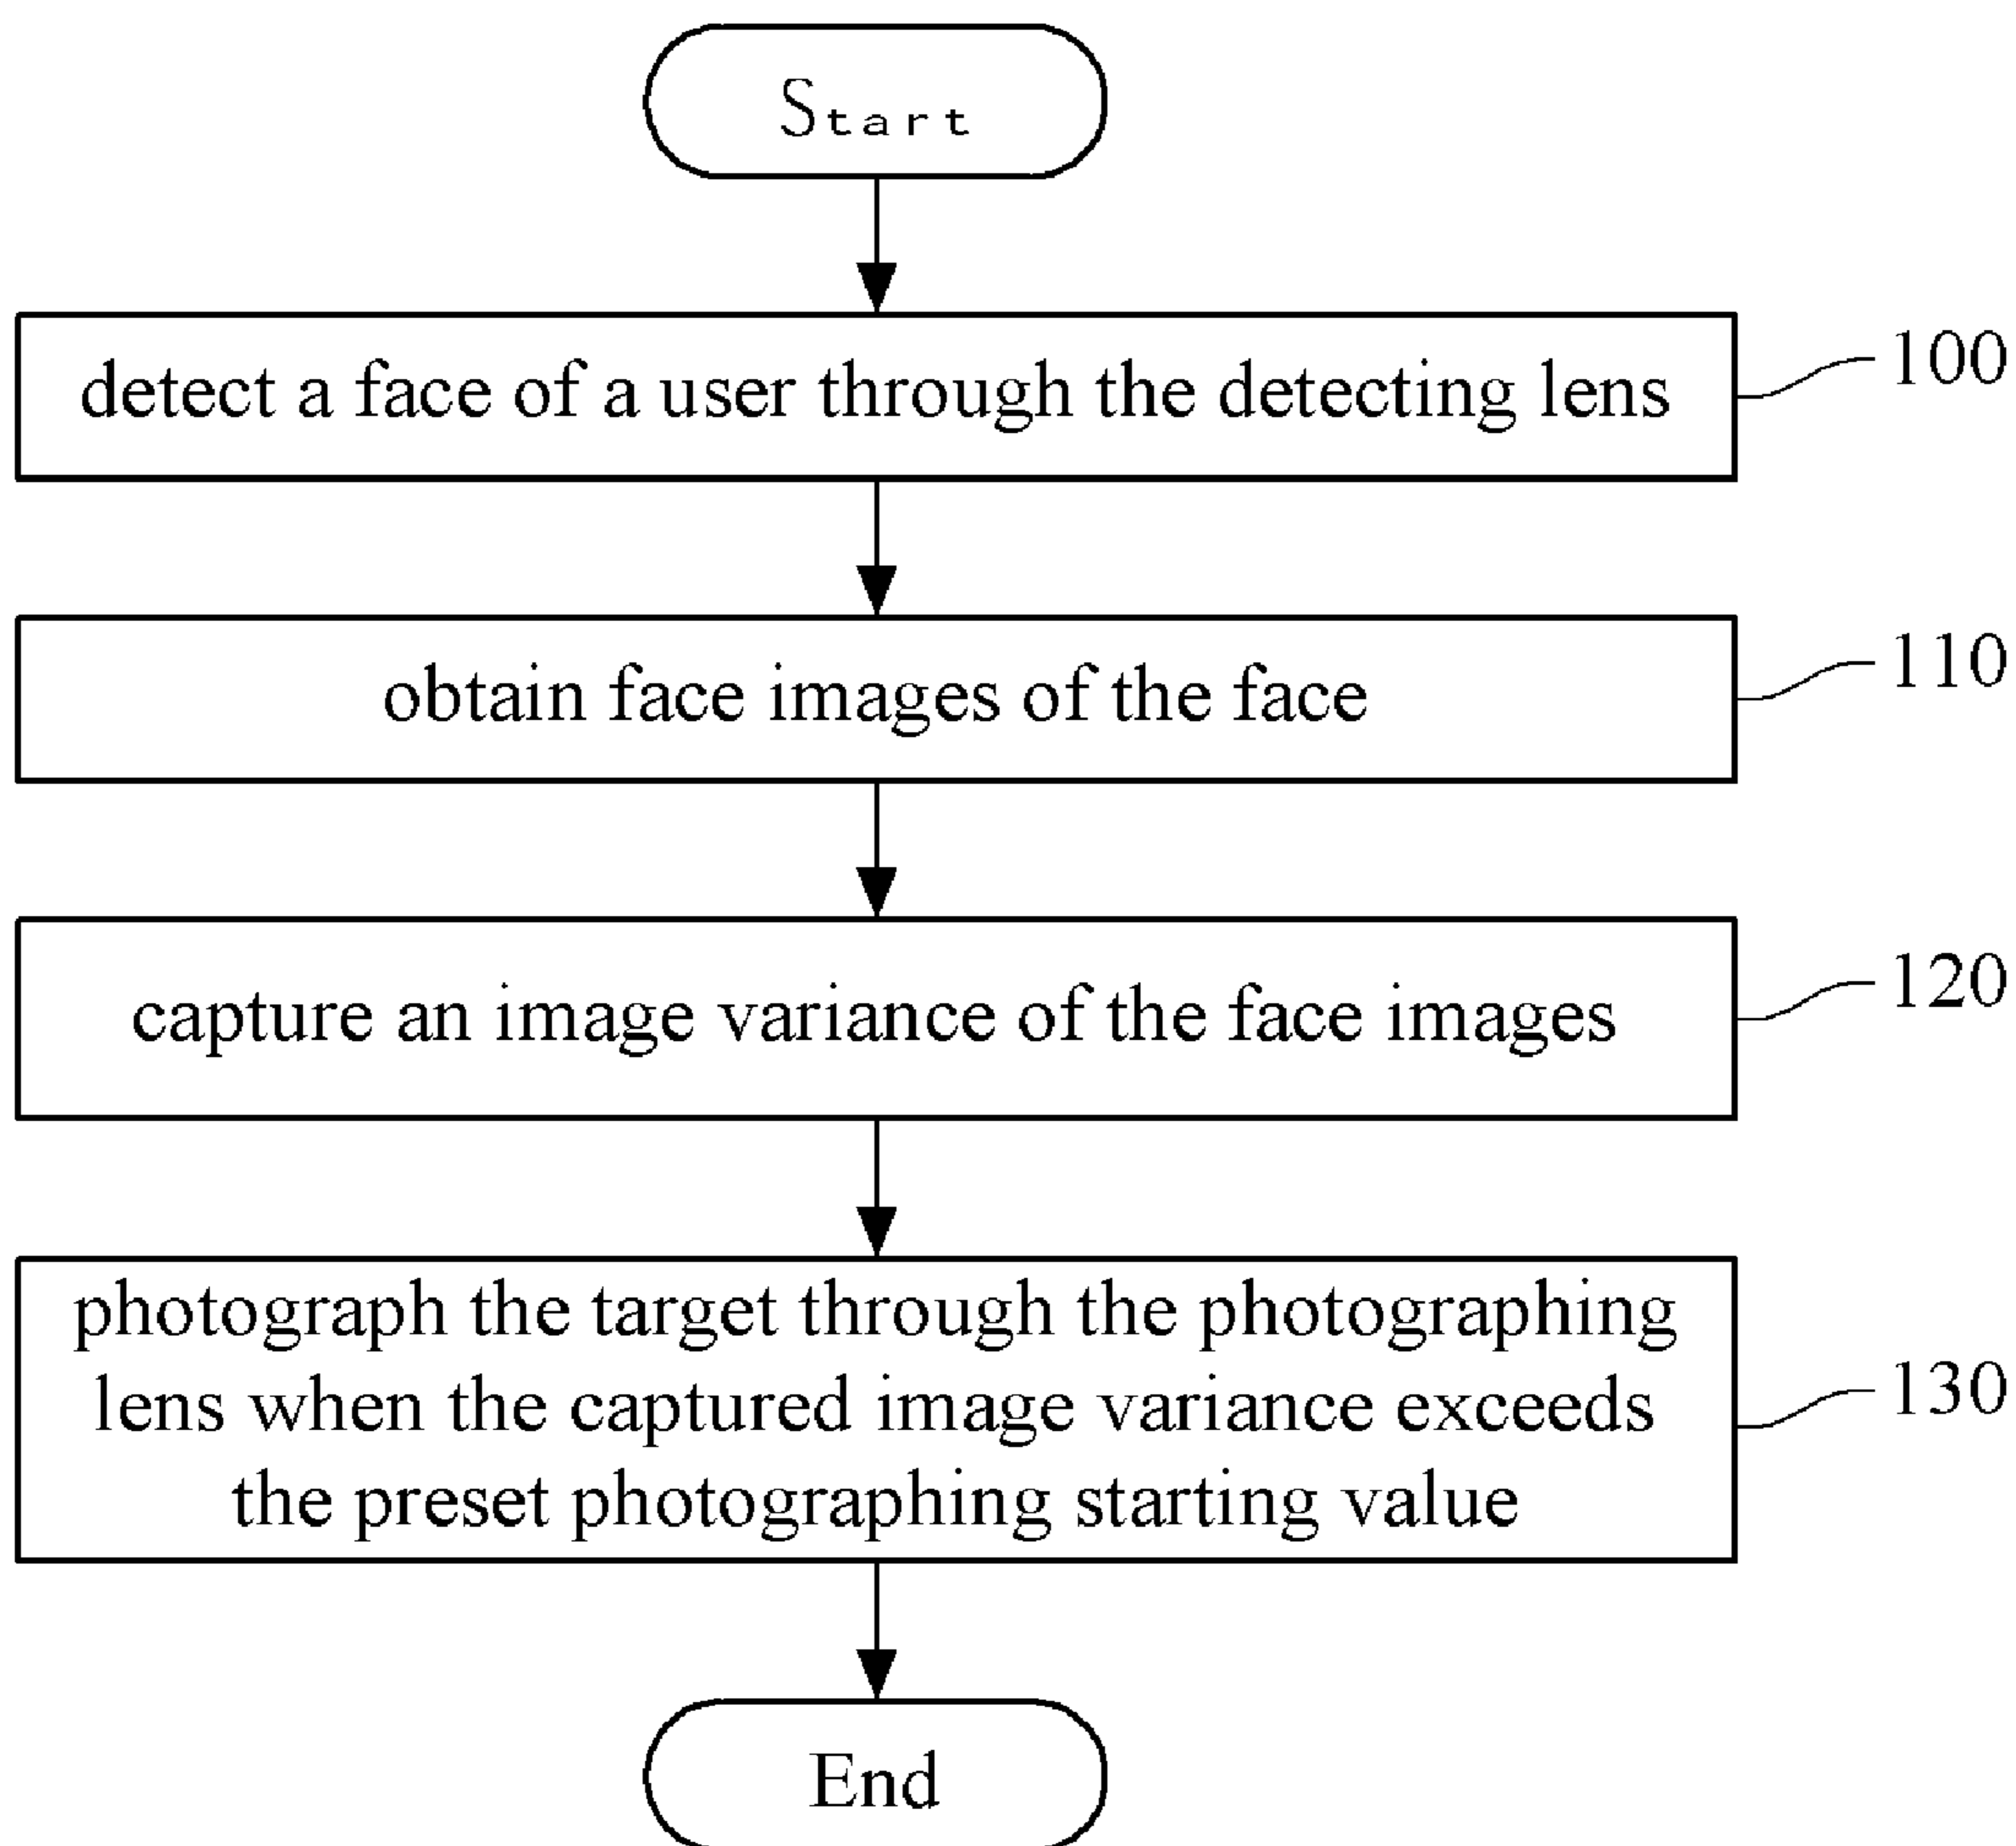 Start
detect a face of a user through the detecting lens
100
obtain face images of the face
110
capture an image variance of the face images
120
photograph the target through the photographing
lens when the captured image variance exceeds
the preset photographing starting value
130
End